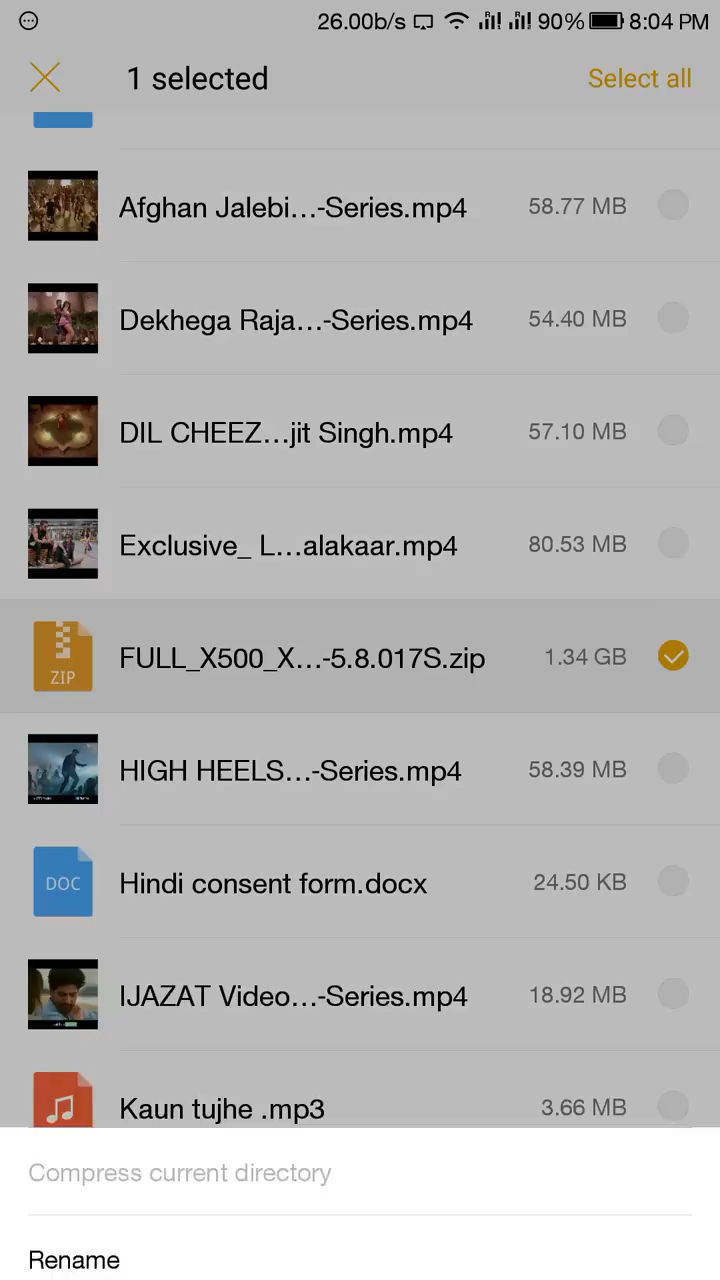 26.00b/s 90% 8:04 PM
1 selected Select all
Afghan Jalebi...-Series.mp4 58.77 MB
Dekhega Raja...-Series.mp4 54.40 MB
DIL CHEEZ...jit Singh.mp4 57.10 MB
Exclusive_ L...alakaar.mp4 80.53 MB
ZIP FULL_X500_X...-5.8.017S.zip 1.34 GB
HIGH HEELS...-Series.mp4 58.39 MB
DOC Hindi consent form.docx 24.50 KB
IJAZAT Video...-Series.mp4 18.92 MB
Kaun tujhe .mp3 3.66 MB
Compress current directory
Rename